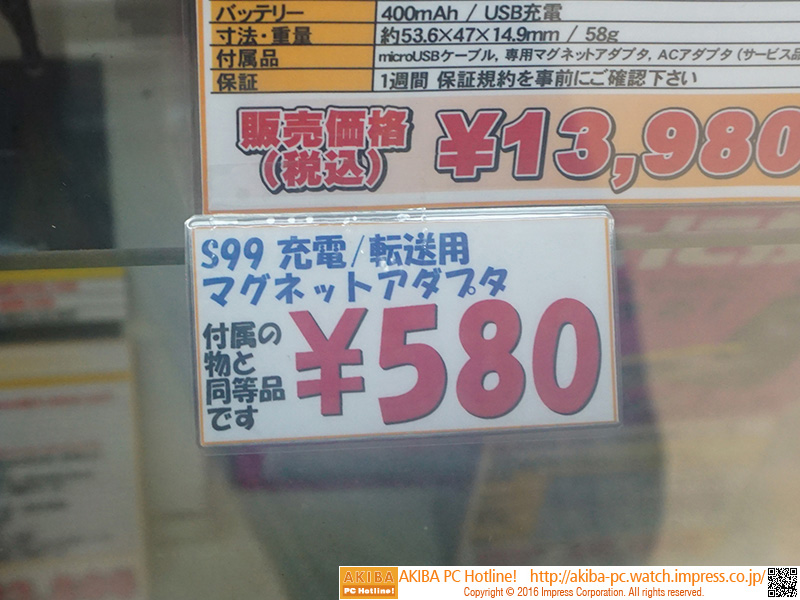 バッテリー 400mAh / USB充電
寸法・重量 約53.6×47×14.9mm / 58g
付属品 microUSBケーブル, 専用マグネットアダプタ, ACアダプタ (サービス品
保証 1週間 保証規約を事前にご確認下さい
販売価格
(税込)
¥13,980
S99 充電/転送用
マグネットアダプタ
付属の
物と
同等品
です
¥580
AKIBA
PC Hotline!
AKIBA PC Hotline! http://akiba-pc.watch.impress.co.jp/
Copyright © 2016 Impress Corporation. All rights reserved.